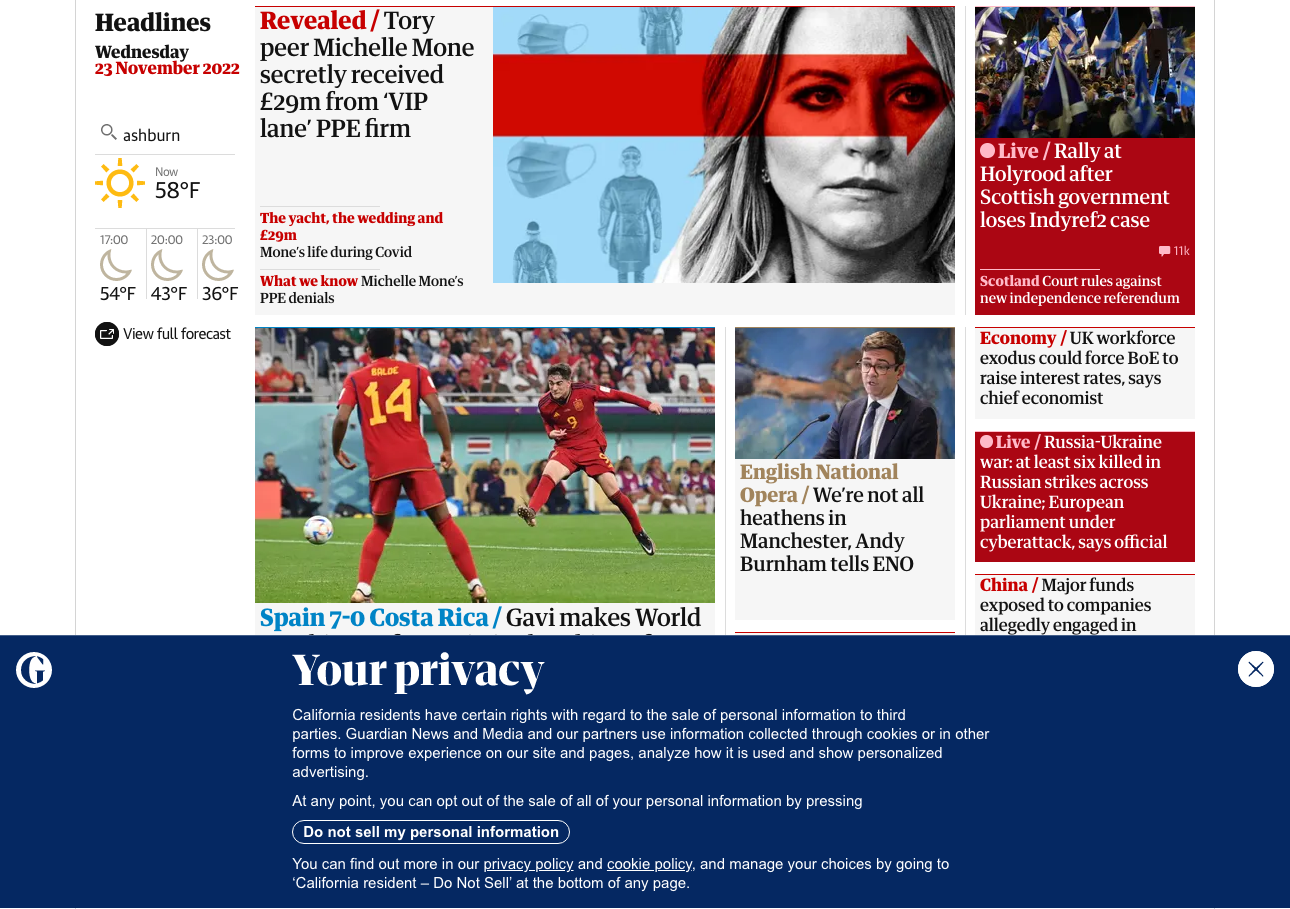 Headlines
Wednesday
23 November 2022
ashburn
Now
58°F
17:00
20:00
23:00
54°F
43°F
36°F
View full forecast
Revealed / Tory
peer Michelle Mone
secretly received
£29m from ‘VIP
lane’ PPE firm
The yacht, the wedding and
£29m
Mone’s life during Covid
What we know Michelle Mone’s
PPE denials
Live / Rally at
Holyrood after
Scottish government
loses Indyref2 case
11k
Scotland Court rules against
new independence referendum
BALDE
14
9
Spain 7-0 Costa Rica / Gavi makes World
English National
Opera / We’re not all
heathens in
Manchester, Andy
Burnham tells ENO
Economy / UK workforce
exodus could force BoE to
raise interest rates, says
chief economist
Live / Russia-Ukraine
war: at least six killed in
Russian strikes across
Ukraine; European
parliament under
cyberattack, says official
China / Major funds
exposed to companies
allegedly engaged in
Your privacy
California residents have certain rights with regard to the sale of personal information to third
parties. Guardian News and Media and our partners use information collected through cookies or in other
forms to improve experience on our site and pages, analyze how it is used and show personalized
advertising.
At any point, you can opt out of the sale of all of your personal information by pressing
Do not sell my personal information
You can find out more in our privacy policy and cookie policy, and manage your choices by going to
‘California resident – Do Not Sell’ at the bottom of any page.